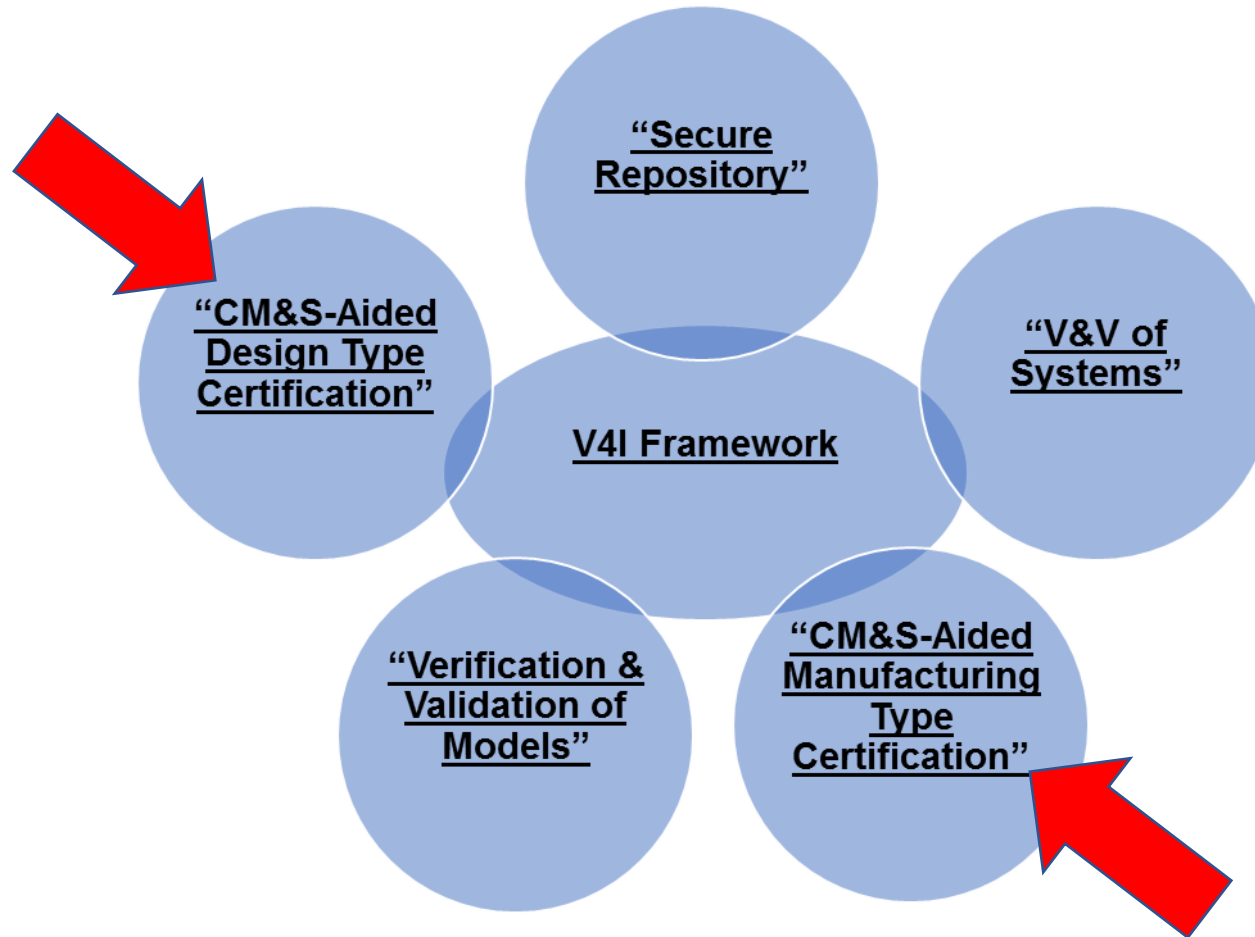 “Secure
Repository”
“CM&S-Aided
Design Type
Certification”
“V&V of
Systems”
V4I Framework
“Verification &
Validation of
Models”
“CM&S-Aided
Manufacturing
Type
Certification”